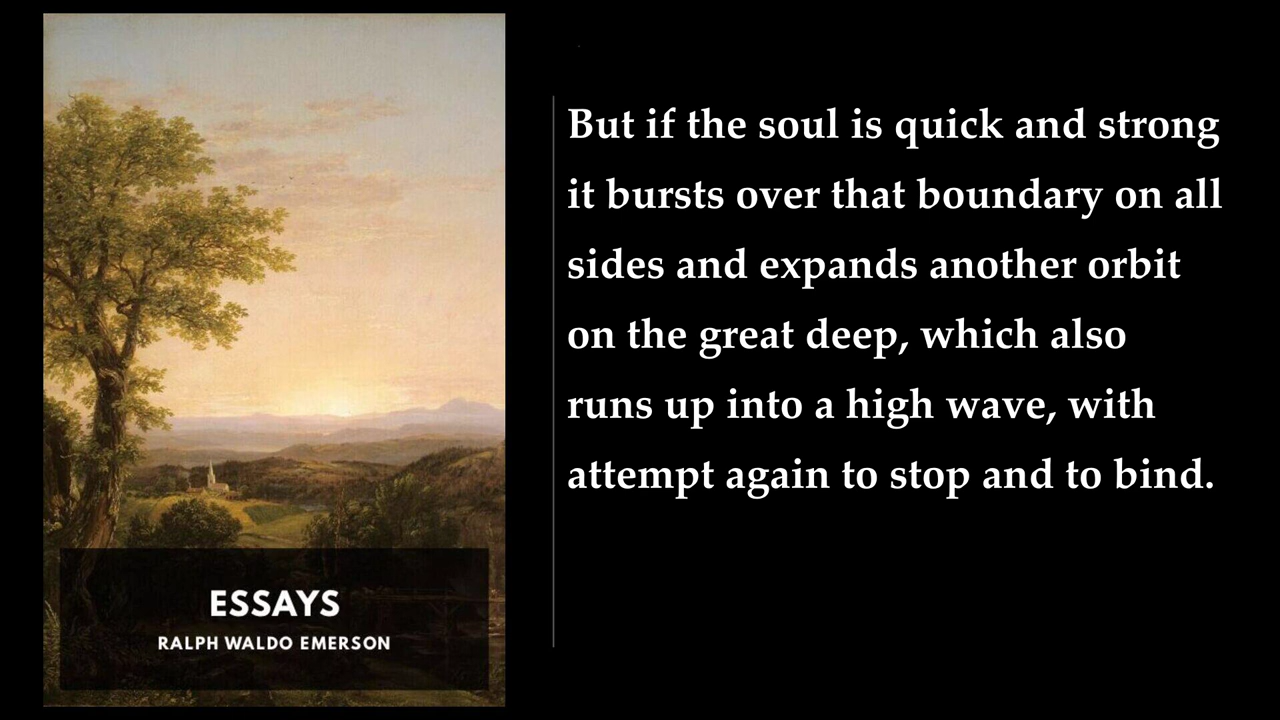 ESSAYS
RALPH WALDO EMERSON
But if the soul is quick and strong
it bursts over that boundary on all
sides and expands another orbit
on the great deep, which also
runs up into a high wave, with
attempt again to stop and to bind.